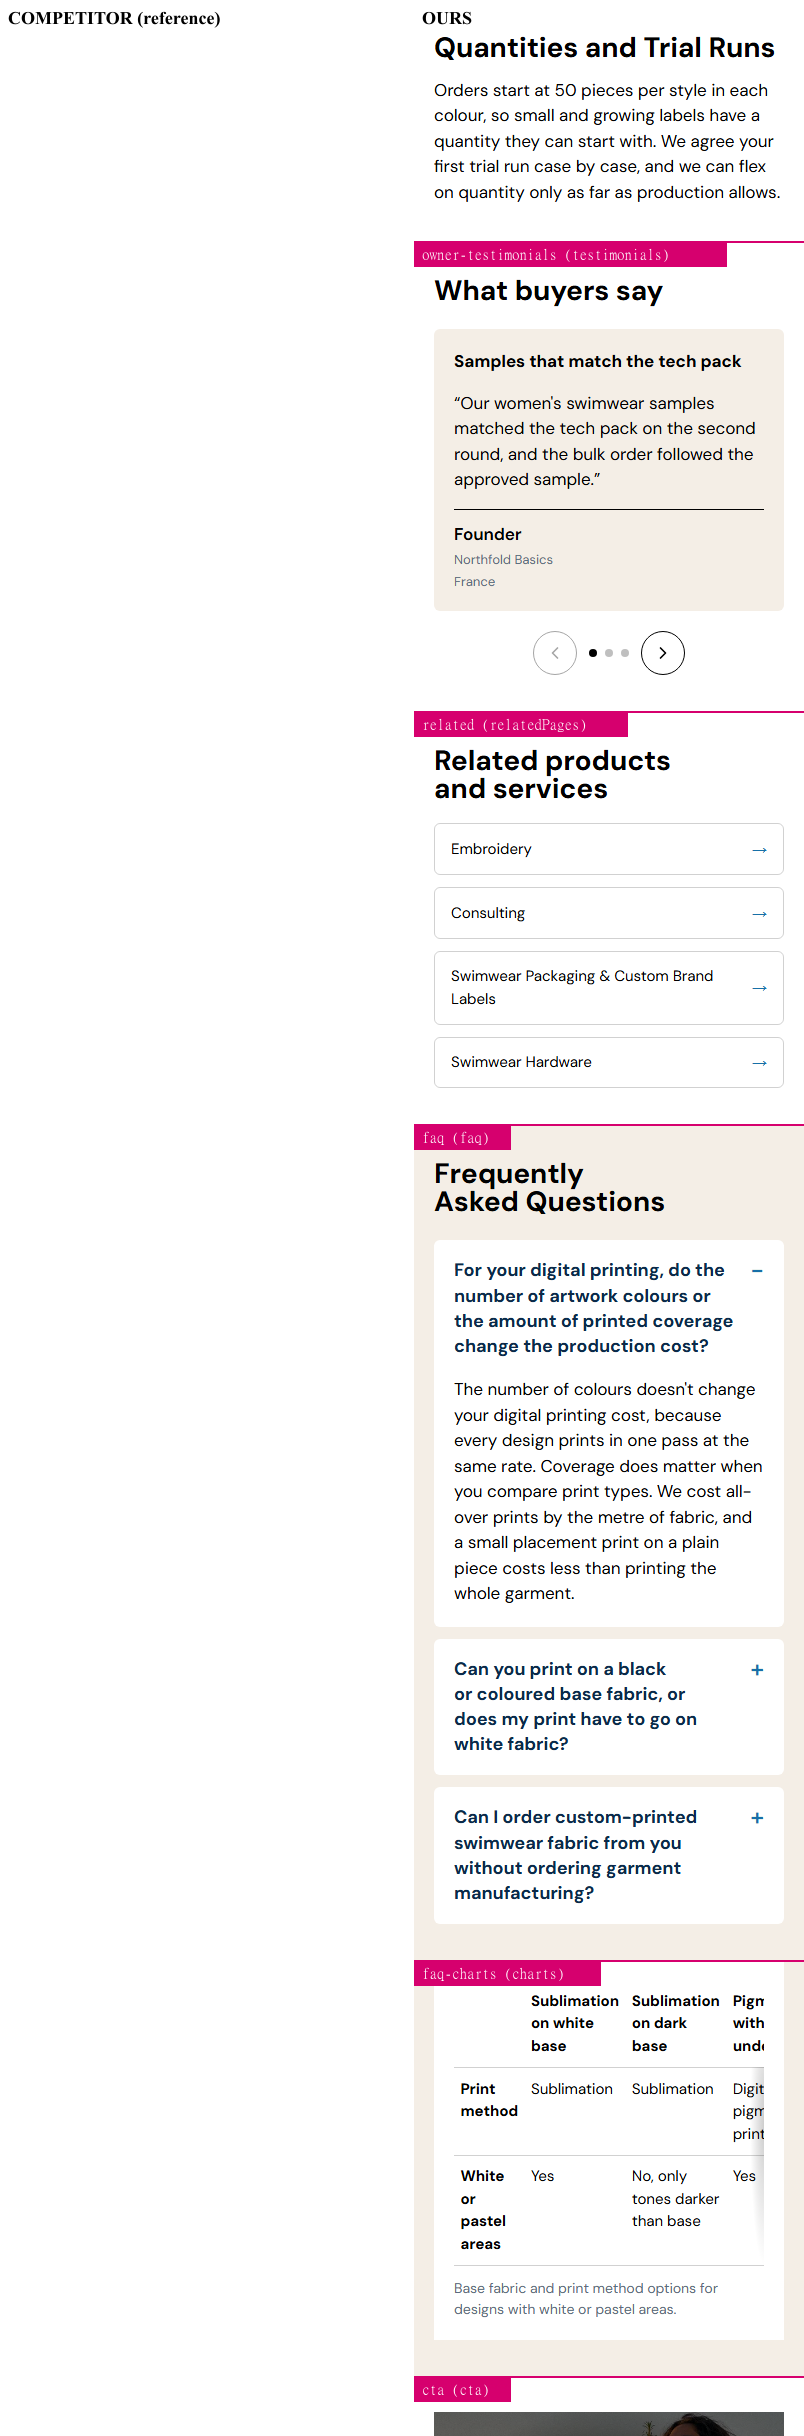 COMPETITOR (reference)
OURS
Quantities and Trial Runs
Orders start at 50 pieces per style in each
colour, so small and growing labels have a
quantity they can start with. We agree your
first trial run case by case, and we can flex
on quantity only as far as production allows.
owner-testimonials (testimonials)
What buyers say
Samples that match the tech pack
“Our women's swimwear samples
matched the tech pack on the second
round, and the bulk order followed the
approved sample.”
Founder
Northfold Basics
France
related (relatedPages)
Related products
and services
Embroidery →
Consulting →
Swimwear Packaging & Custom Brand
Labels →
Swimwear Hardware →
faq (faq)
Frequently
Asked Questions
For your digital printing, do the −
number of artwork colours or
the amount of printed coverage
change the production cost?
The number of colours doesn't change
your digital printing cost, because
every design prints in one pass at the
same rate. Coverage does matter when
you compare print types. We cost all-
over prints by the metre of fabric, and
a small placement print on a plain
piece costs less than printing the
whole garment.
Can you print on a black +
or coloured base fabric, or
does my print have to go on
white fabric?
Can I order custom-printed +
swimwear fabric from you
without ordering garment
manufacturing?
faq-charts (charts)
Sublimation Sublimation
on white on dark with
base base
Print Sublimation Sublimation
method
print
White Yes No, only Yes
or tones darker
pastel than base
areas
Base fabric and print method options for
designs with white or pastel areas.
cta (cta)